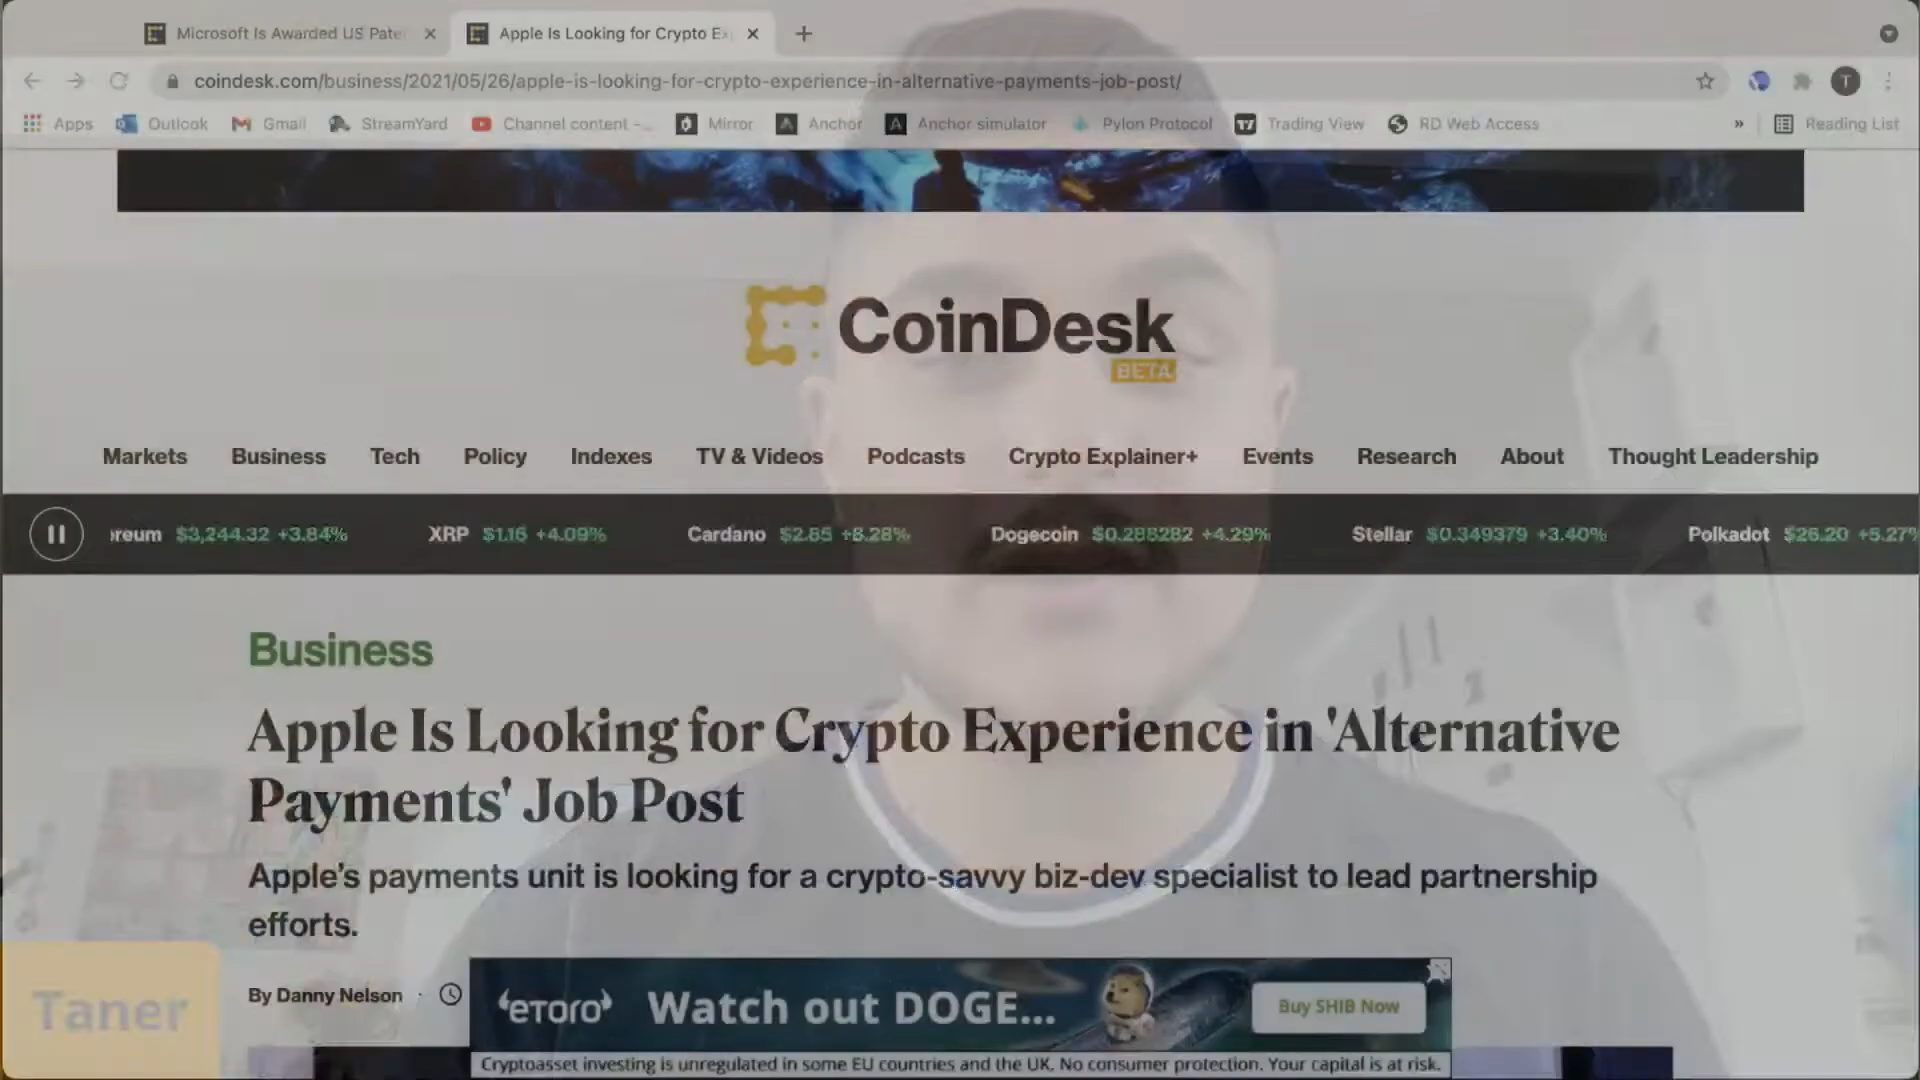 Microsoft Is Awarded US Pate
Apple Is Looking for Crypto Ex
coindesk.com/business/2021/05/26/apple-is-looking-for-crypto-experience-in-alternative-payments-job-post/
T
Apps Outlook Gmail StreamYard Channel content -... Mirror Anchor Anchor simulator Pylon Protocol Trading View RD Web Access » Reading List
CoinDesk
BETA
Markets Business Tech Policy Indexes TV & Videos Podcasts Crypto Explainer+ Events Research About Thought Leadership
ereum $3,244.32 +3.84% XRP $1.16 +4.09% Cardano $2.85 +8.28% Dogecoin $0.288282 +4.29% Stellar $0.349379 +3.40% Polkadot $26.20 +5.27%
Business
Apple Is Looking for Crypto Experience in 'Alternative
Payments' Job Post
Apple's payments unit is looking for a crypto-savvy biz-dev specialist to lead partnership
efforts.
By Danny Nelson ·
Taner
eToro Watch out DOGE... Buy SHIB Now
Cryptoasset investing is unregulated in some EU countries and the UK. No consumer protection. Your capital is at risk.